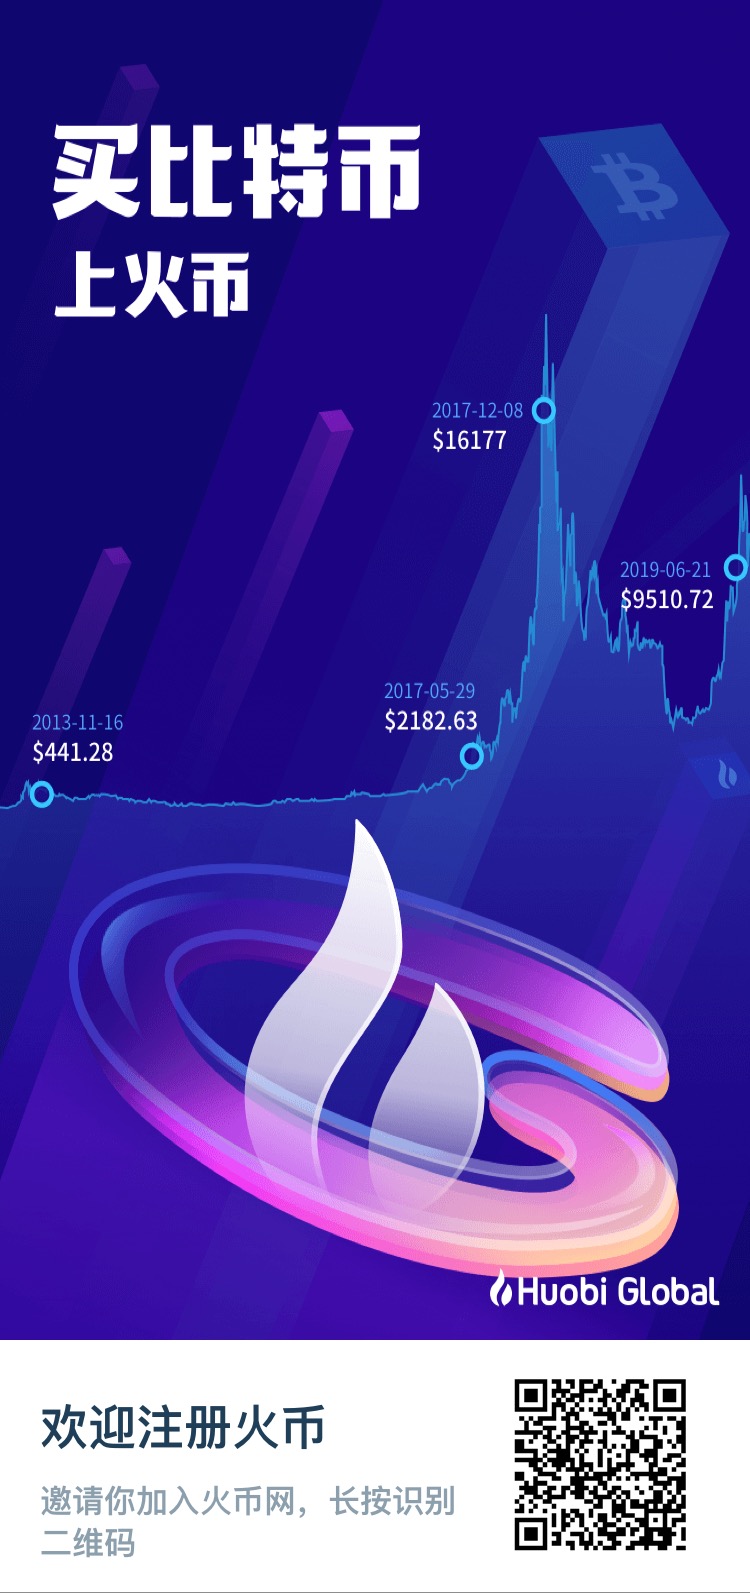 买比特币
上火币
2017-12-08
$16177
2019-06-21
$9510.72
2017-05-29
$2182.63
2013-11-16
$441.28
Huobi Global
欢迎注册火币
邀请你加入火币网，长按识别
二维码